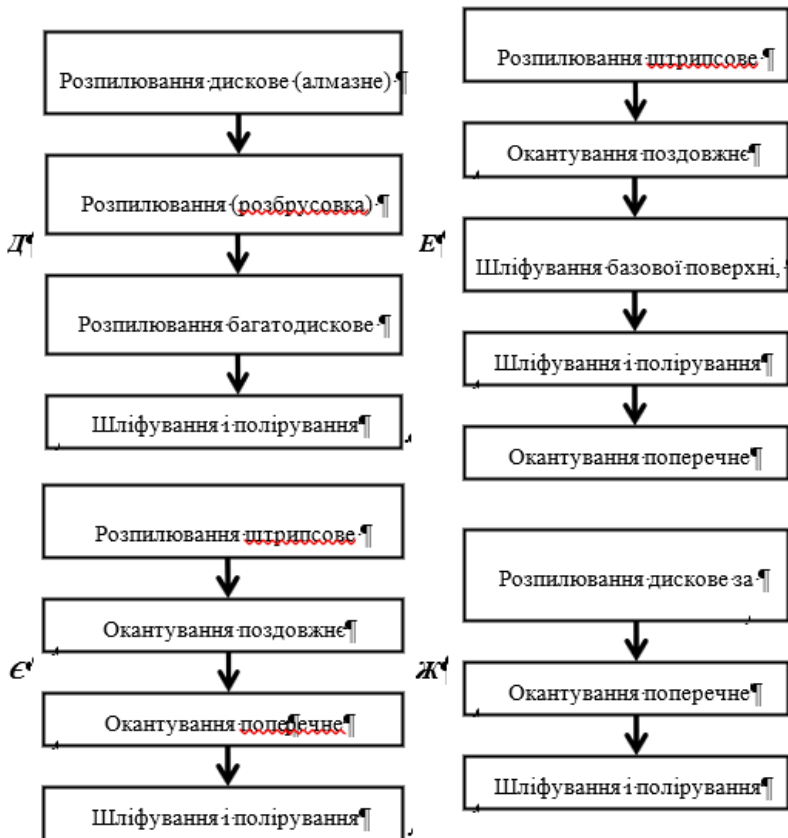 Розпилювання дискове (алмазне)
Розпилювання (розбрусовка)
Д
Розпилювання багатодискове
Шліфування і полірування
Розпилювання штрипсове
Окантування поздовжнє
Е
Шліфування базової поверхні,
Шліфування і полірування
Окантування поперечне
Розпилювання штрипсове
Окантування поздовжнє
Є
Окантування поперечне
Шліфування і полірування
Розпилювання дискове за
Ж
Окантування поперечне
Шліфування і полірування